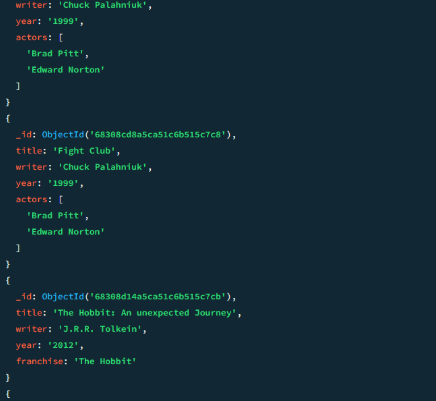 writer: 'Chuck Palahniuk',
year: '1999',
actors: [
'Brad Pitt',
'Edward Norton'
]
}
{
_id: ObjectId('68308cd8a5ca51c6b515c7c8'),
title: 'Fight Club',
writer: 'Chuck Palahniuk',
year: '1999',
actors: [
'Brad Pitt',
'Edward Norton'
]
}
{
_id: ObjectId('68308d14a5ca51c6b515c7cb'),
title: 'The Hobbit: An unexpected Journey',
writer: 'J.R.R. Tolkein',
year: '2012',
franchise: 'The Hobbit'
}
{